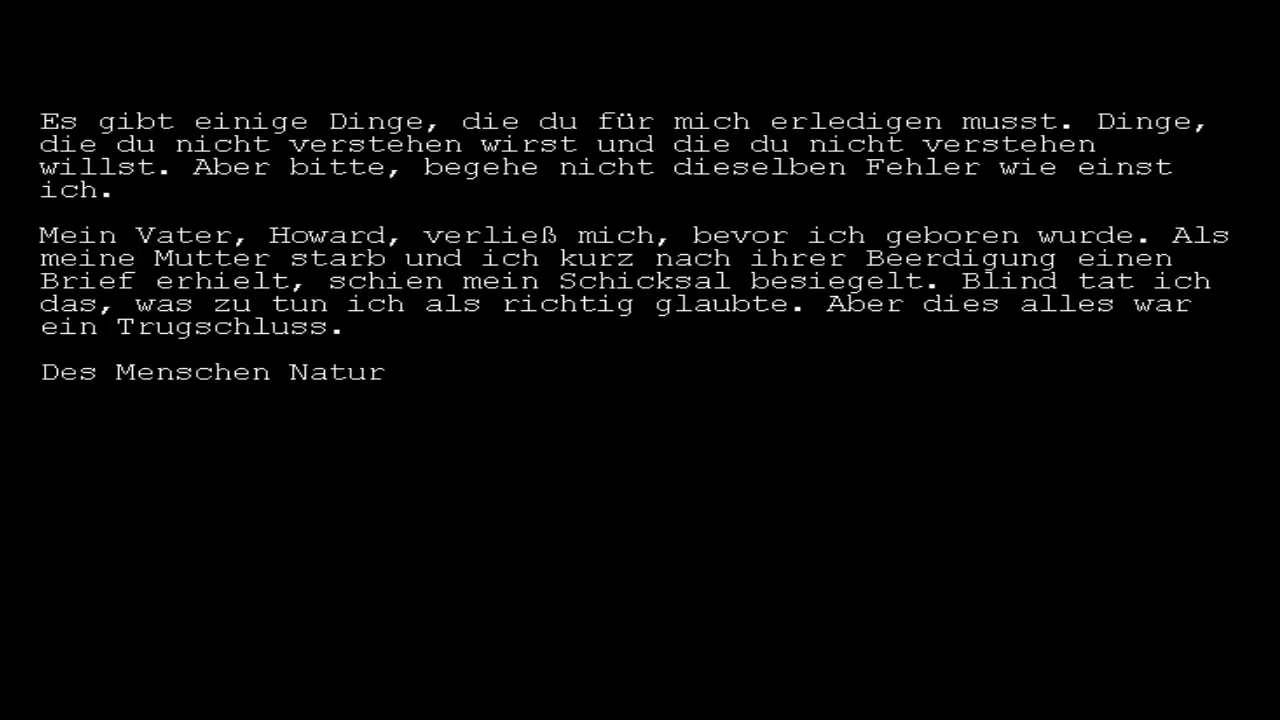 Es gibt einige Dinge, die du für mich erledigen musst. Dinge,
die du nicht verstehen wirst und die du nicht verstehen
willst. Aber bitte, begehe nicht dieselben Fehler wie einst
ich.
Mein Vater, Howard, verließ mich, bevor ich geboren wurde. Als
meine Mutter starb und ich kurz nach ihrer Beerdigung einen
Brief erhielt, schien mein Schicksal besiegelt. Blind tat ich
das, was zu tun ich als richtig glaubte. Aber dies alles war
ein Trugschluss.
Des Menschen Natur